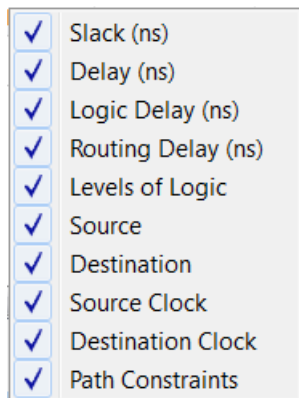 Slack (ns)
Delay (ns)
Logic Delay (ns)
Routing Delay (ns)
Levels of Logic
Source
Destination
Source Clock
Destination Clock
Path Constraints